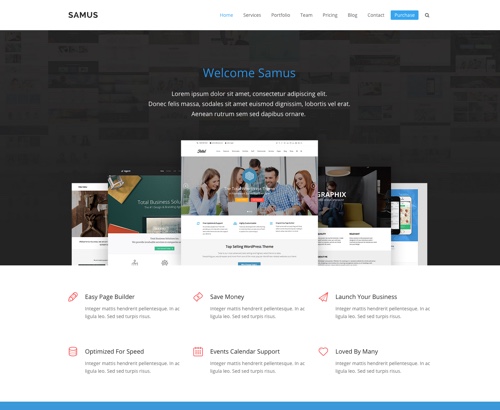 SAMUS
Home Services Portfolio Team Pricing Blog Contact Purchase
Welcome Samus
Lorem ipsum dolor sit amet, consectetur adipiscing elit.
Donec felis massa, sodales sit amet euismod dignissim, lobortis vel erat.
Aenean rutrum sem sed dapibus ornare.
Total Business Solu
The Total WordPress Theme
GRAPHIX
Top Selling WordPress Theme
Easy Page Builder
Integer mattis hendrerit pellentesque. In ac
ligula leo. Sed sed turpis risus.
Save Money
Integer mattis hendrerit pellentesque. In ac
ligula leo. Sed sed turpis risus.
Launch Your Business
Integer mattis hendrerit pellentesque. In ac
ligula leo. Sed sed turpis risus.
Optimized For Speed
Integer mattis hendrerit pellentesque. In ac
ligula leo. Sed sed turpis risus.
Events Calendar Support
Integer mattis hendrerit pellentesque. In ac
ligula leo. Sed sed turpis risus.
Loved By Many
Integer mattis hendrerit pellentesque. In ac
ligula leo. Sed sed turpis risus.